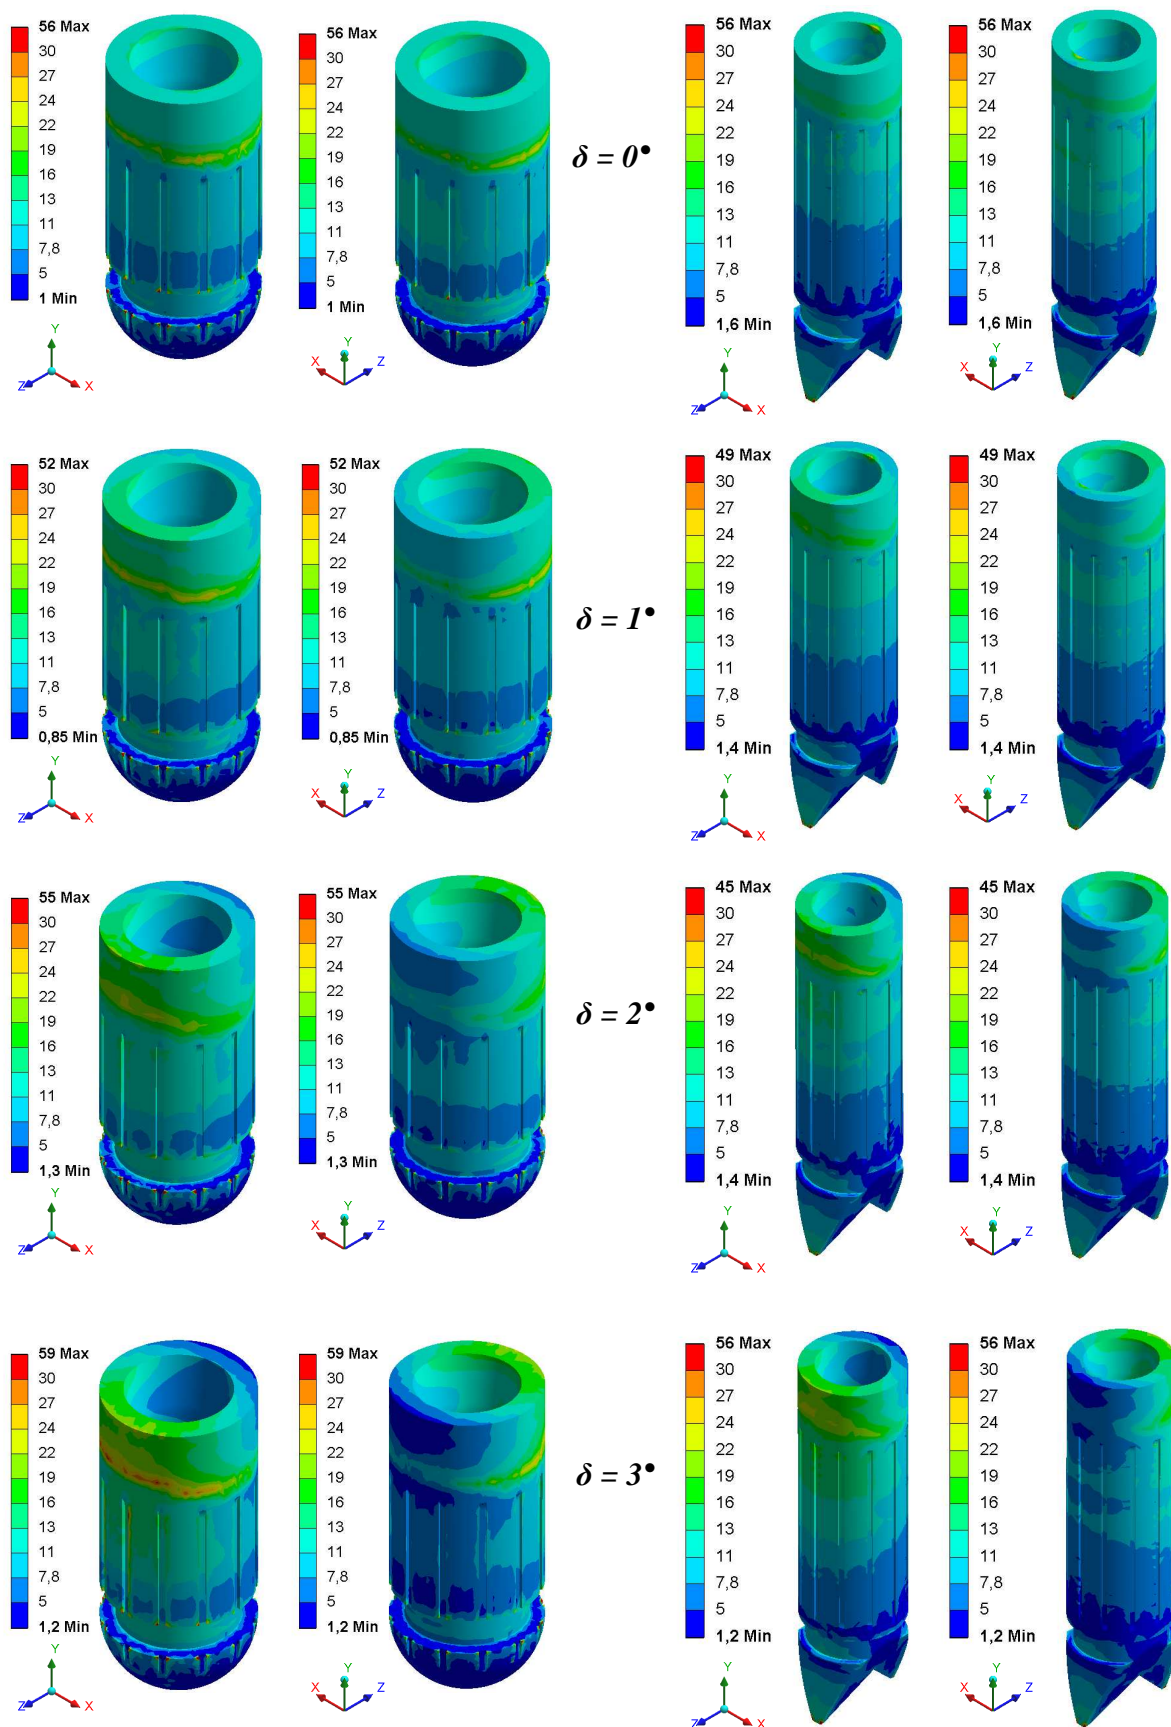 56 Max
30
27
24
22
19
16
13
11
7,8
5
1 Min
Y
Z
X
56 Max
30
27
24
22
19
16
13
11
7,8
5
1 Min
X
Y
Z
δ = 0•
56 Max
30
27
24
22
19
16
13
11
7,8
5
1,6 Min
Y
Z
X
56 Max
30
27
24
22
19
16
13
11
7,8
5
1,6 Min
X
Y
Z
52 Max
30
27
24
22
19
16
13
11
7,8
5
0,85 Min
Y
Z
X
52 Max
30
27
24
22
19
16
13
11
7,8
5
0,85 Min
X
Y
Z
δ = 1•
49 Max
30
27
24
22
19
16
13
11
7,8
5
1,4 Min
Y
Z
X
49 Max
30
27
24
22
19
16
13
11
7,8
5
1,4 Min
X
Y
Z
55 Max
30
27
24
22
19
16
13
11
7,8
5
1,3 Min
Y
Z
X
55 Max
30
27
24
22
19
16
13
11
7,8
5
1,3 Min
X
Y
Z
δ = 2•
45 Max
30
27
24
22
19
16
13
11
7,8
5
1,4 Min
Y
Z
X
45 Max
30
27
24
22
19
16
13
11
7,8
5
1,4 Min
X
Y
Z
59 Max
30
27
24
22
19
16
13
11
7,8
5
1,2 Min
Y
Z
X
59 Max
30
27
24
22
19
16
13
11
7,8
5
1,2 Min
X
Y
Z
δ = 3•
56 Max
30
27
24
22
19
16
13
11
7,8
5
1,2 Min
Y
Z
X
56 Max
30
27
24
22
19
16
13
11
7,8
5
1,2 Min
X
Y
Z